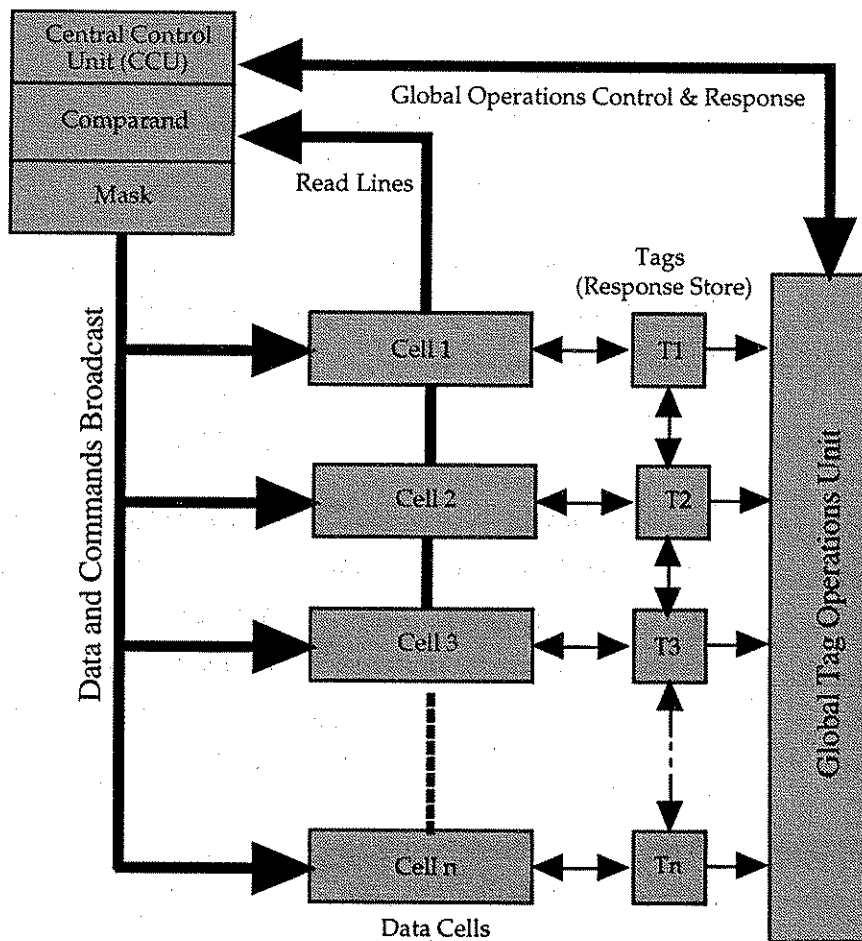 Central Control
Unit (CCU)
Comparand
Mask
Global Operations Control & Response
Read Lines
Tags
(Response Store)
Data and Commands Broadcast
Cell 1
T1
Cell 2
T2
Cell 3
T3
Cell n
Tn
Data Cells
Global Tag Operations Unit